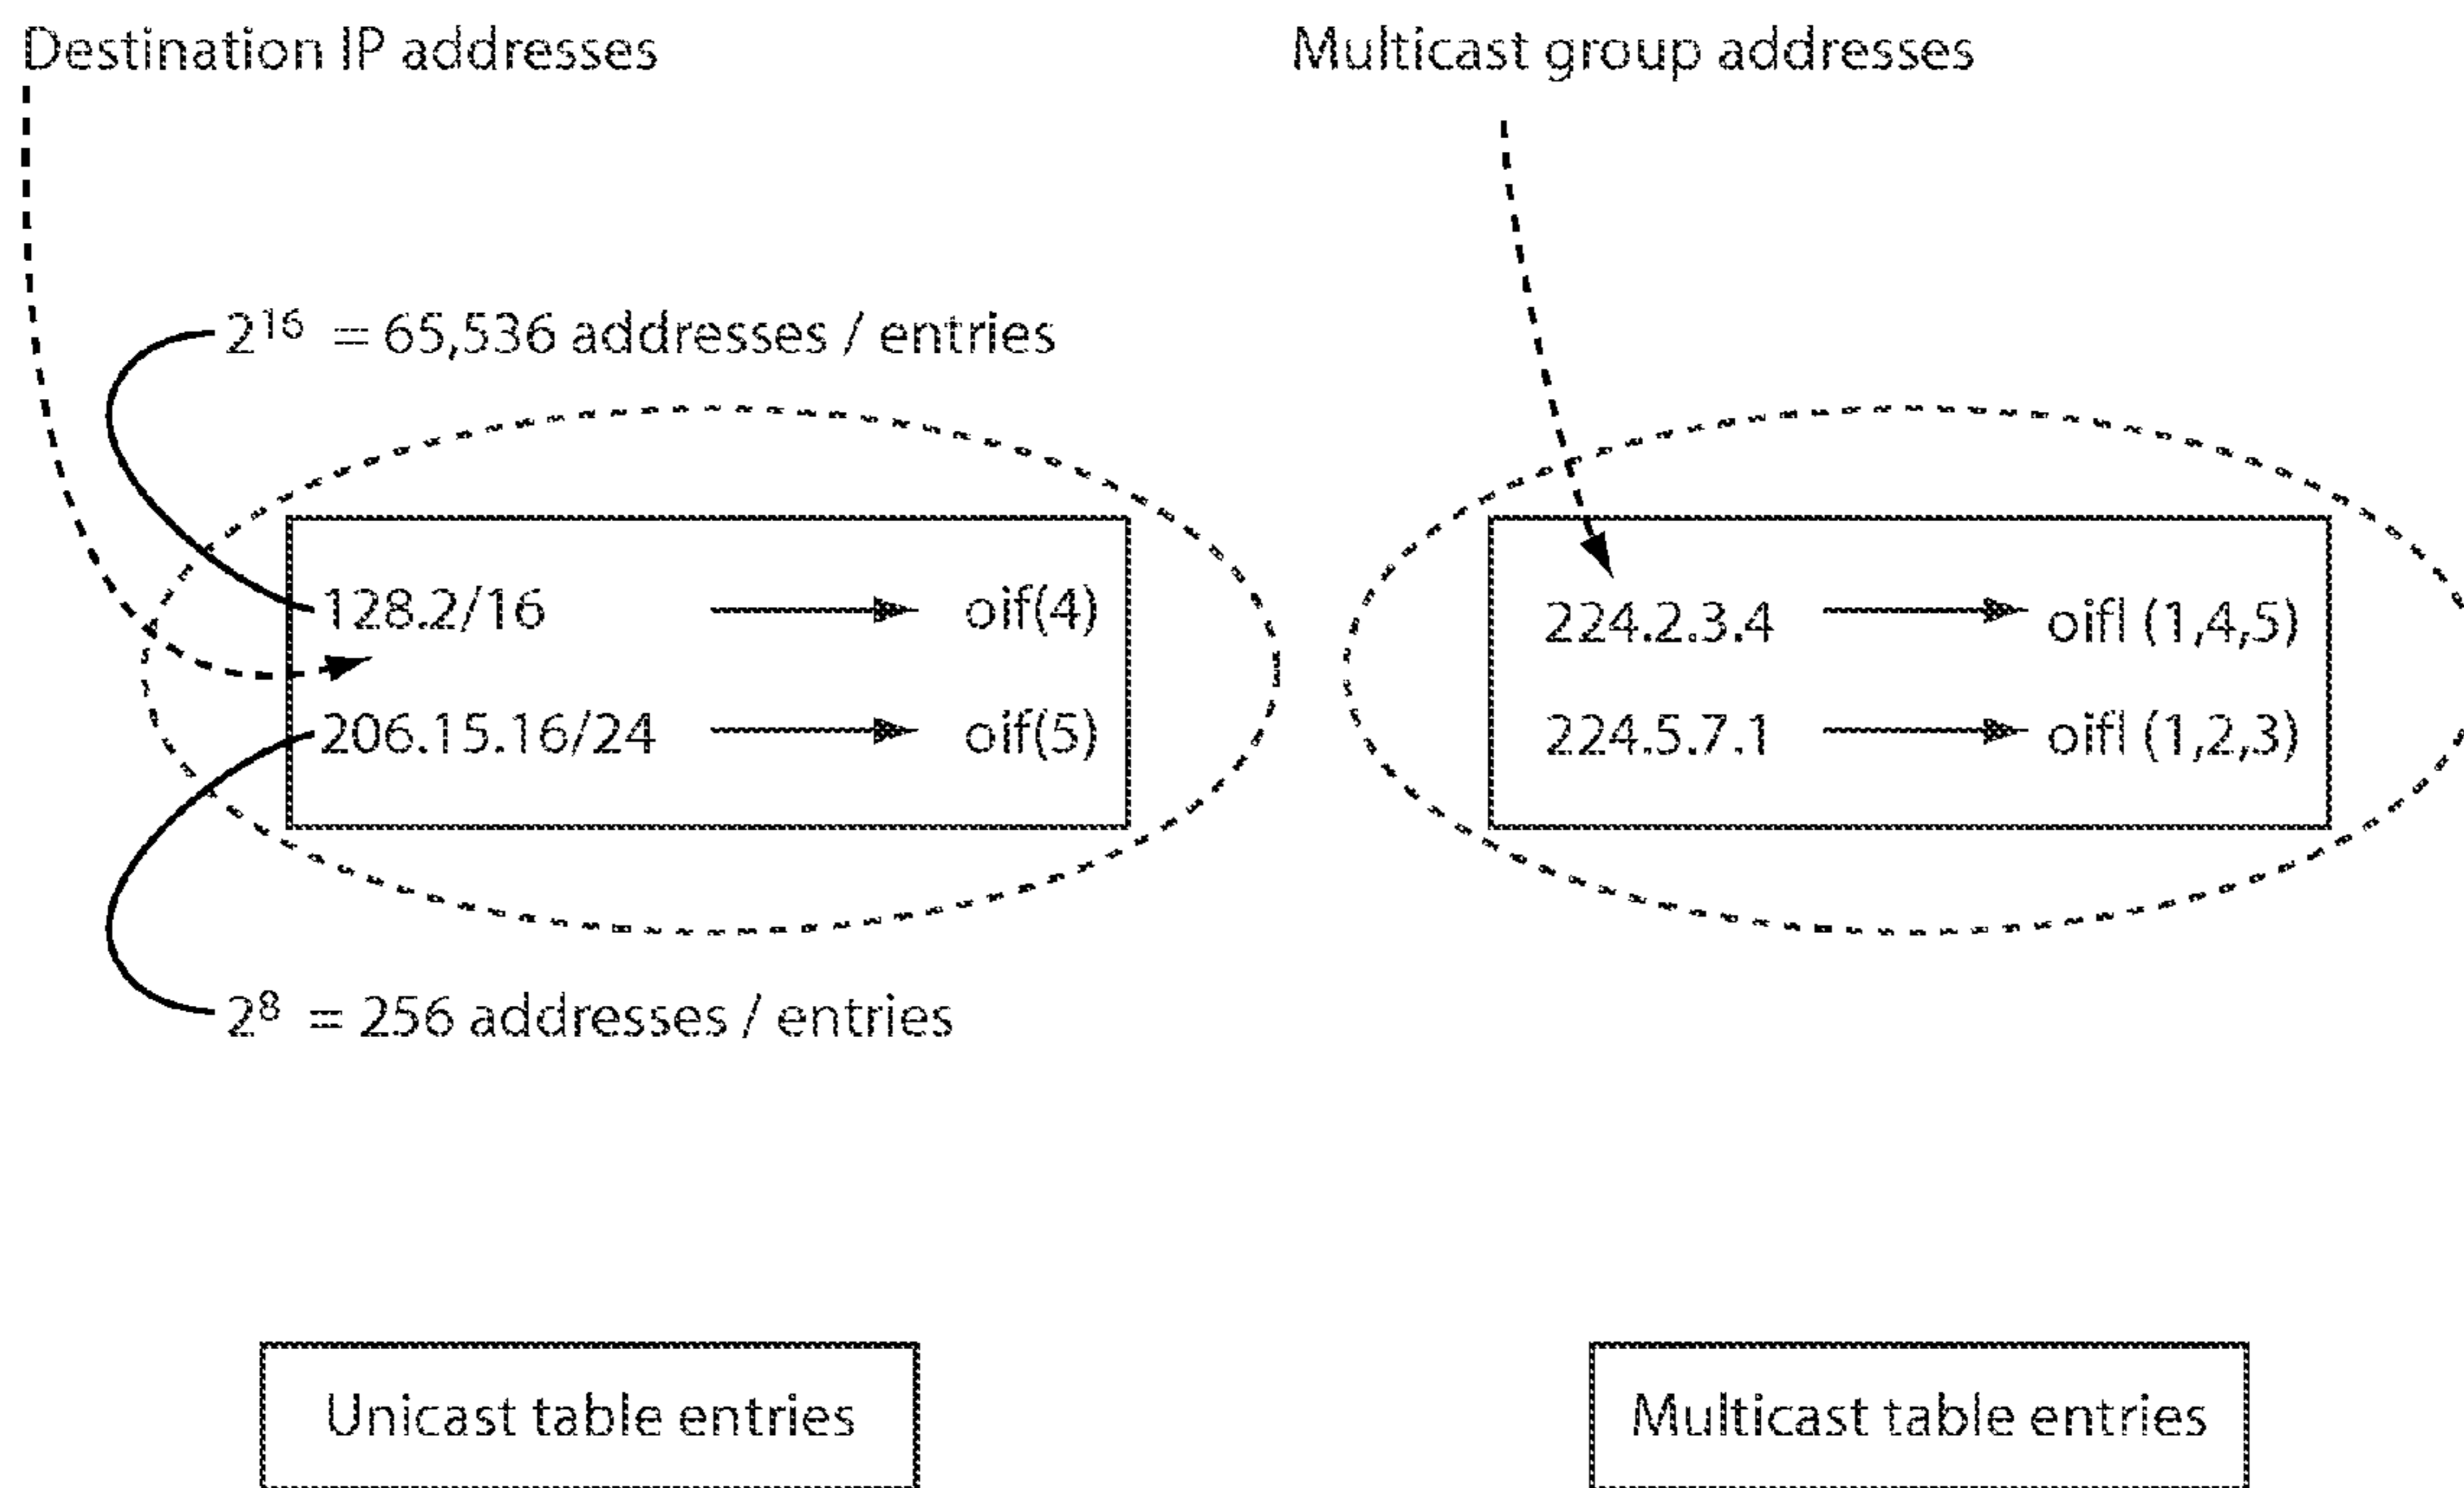 Destination IP addresses
Multicast group addresses
2¹⁶ = 65,536 addresses / entries
128.2/16 oif(4)
206.15.16/24 oif(5)
2⁸ = 256 addresses / entries
224.2.3.4 oifl (1,4,5)
224.5.7.1 oifl (1,2,3)
Unicast table entries
Multicast table entries